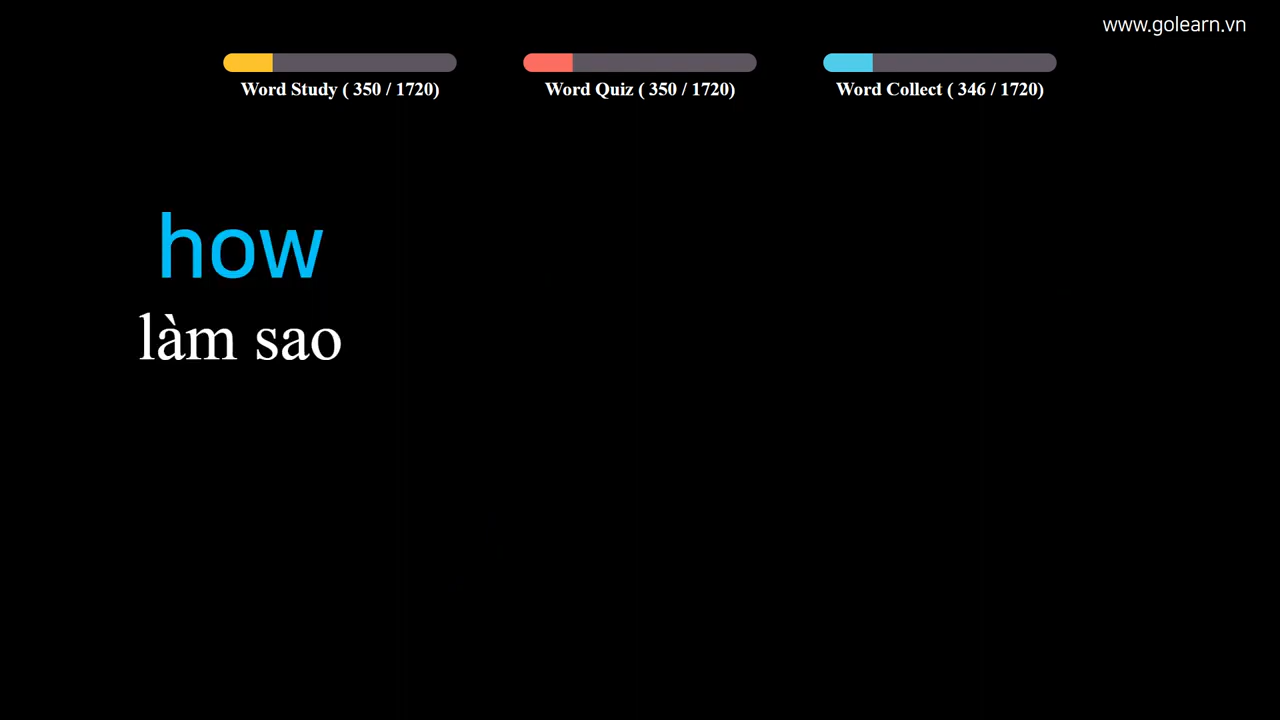 www.golearn.vn
Word Study ( 350 / 1720)
Word Quiz ( 350 / 1720)
Word Collect ( 346 / 1720)
how
làm sao